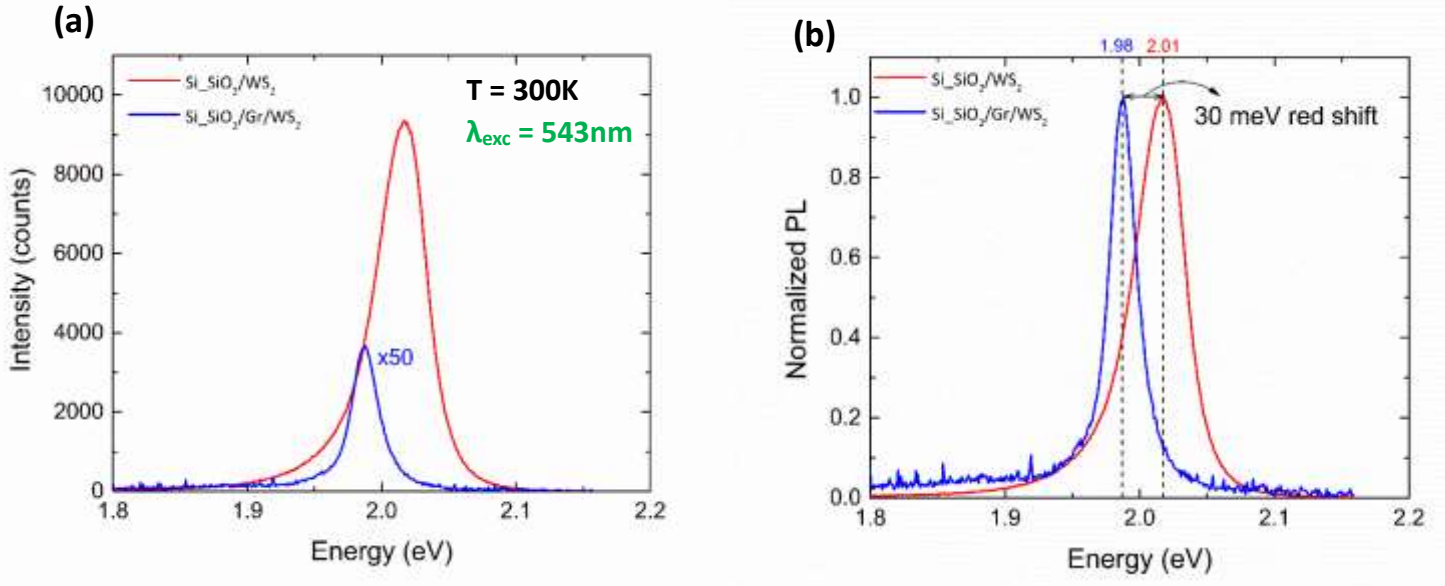 (a)
Si_SiO₂/WS₂
Si_SiO₂/Gr/WS₂
T = 300K
λexc = 543nm
x50
10000
8000
6000
4000
2000
0
Intensity (counts)
1.8 1.9 2.0 2.1 2.2
Energy (eV)
(b)
1.98 2.01
Si_SiO₂/WS₂
Si_SiO₂/Gr/WS₂
30 meV red shift
1.0
0.8
0.6
0.4
0.2
0.0
Normalized PL
1.8 1.9 2.0 2.1 2.2
Energy (eV)